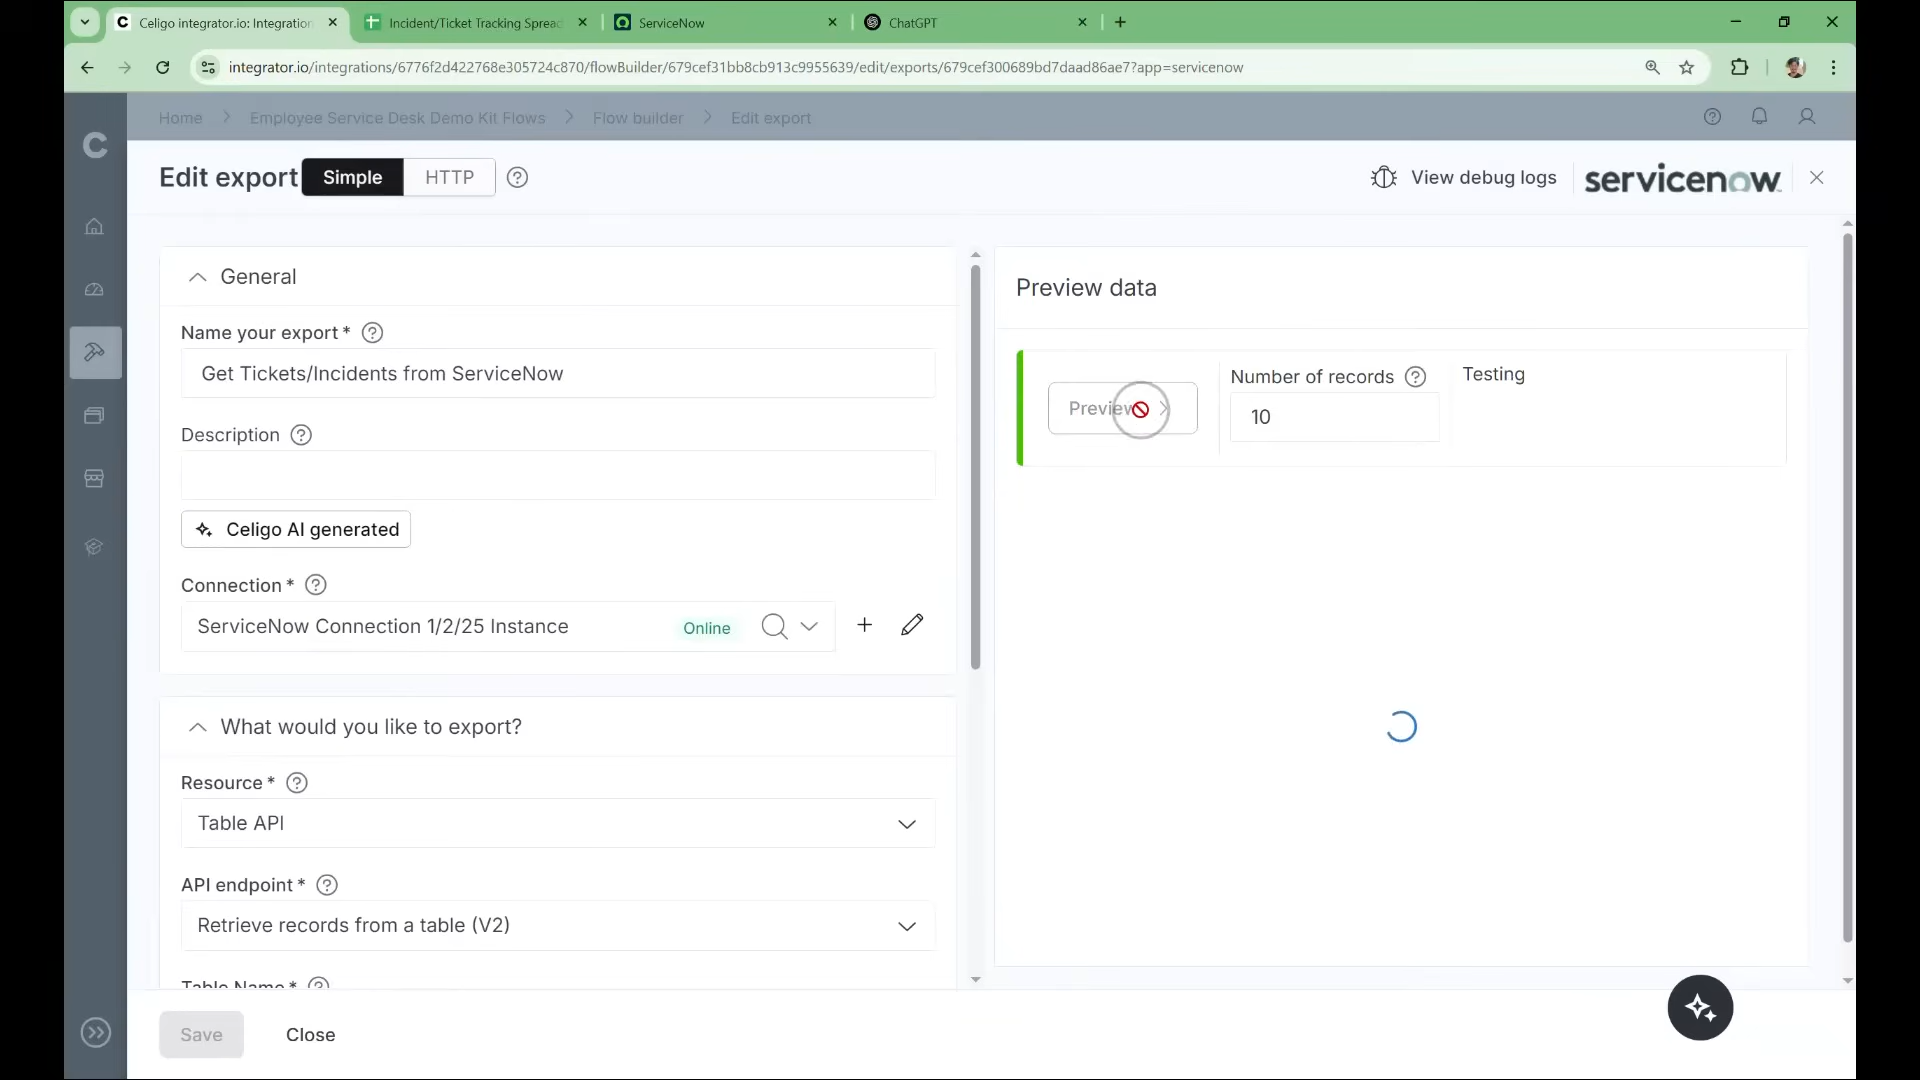 Celigo integrator.io: Integration
Incident/Ticket Tracking Spread
ServiceNow
ChatGPT
integrator.io/integrations/6776f2d422768e305724c870/flowBuilder/679cef31bb8cb913c9955639/edit/exports/679cef300689bd7daad86ae7?app=servicenow
C
Home
Employee Service Desk Demo Kit Flows
Flow builder
Edit export
Edit export
Simple
HTTP
View debug logs
servicenow
General
Name your export *
Get Tickets/Incidents from ServiceNow
Description
Celigo AI generated
Connection *
ServiceNow Connection 1/2/25 Instance
Online
What would you like to export?
Resource *
Table API
API endpoint *
Retrieve records from a table (V2)
Table Name *
Save
Close
Preview data
Preview
Number of records
10
Testing